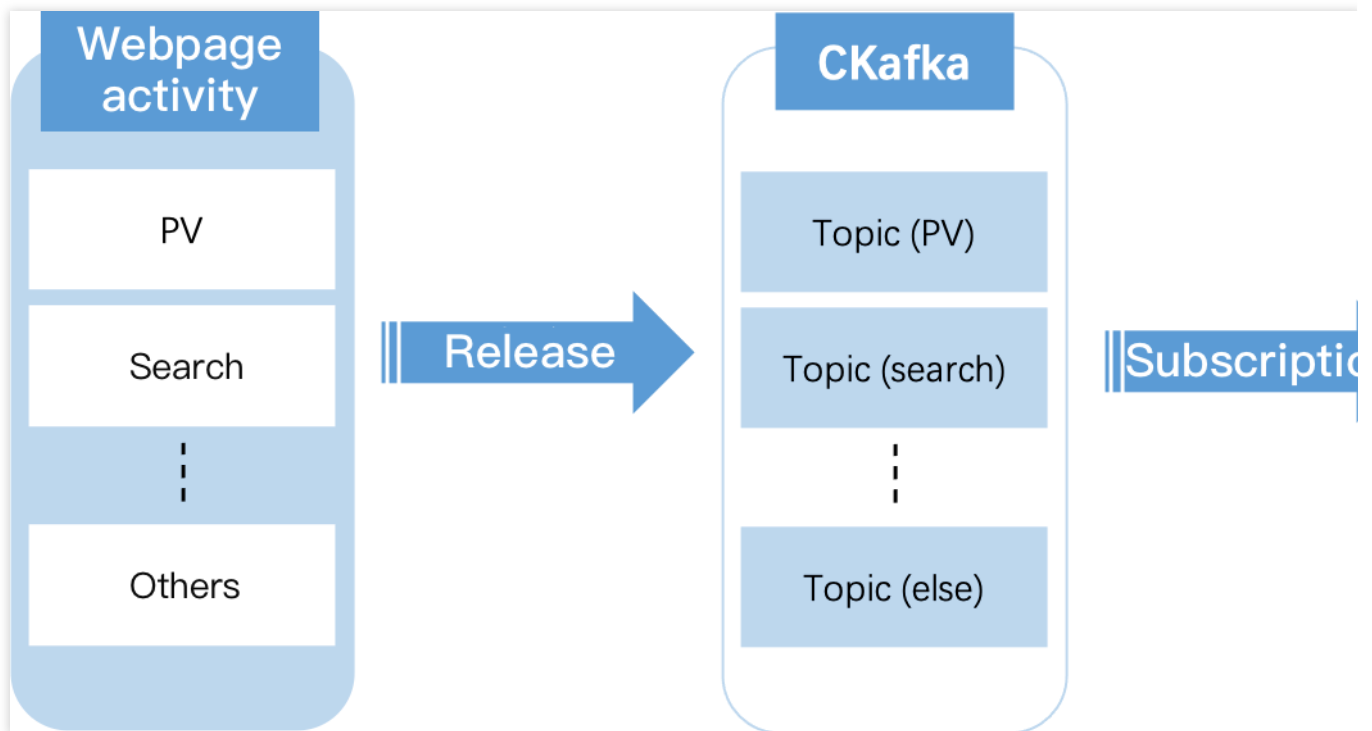 Webpage
activity
PV
Search
Others
Release
CKafka
Topic (PV)
Topic (search)
Topic (else)